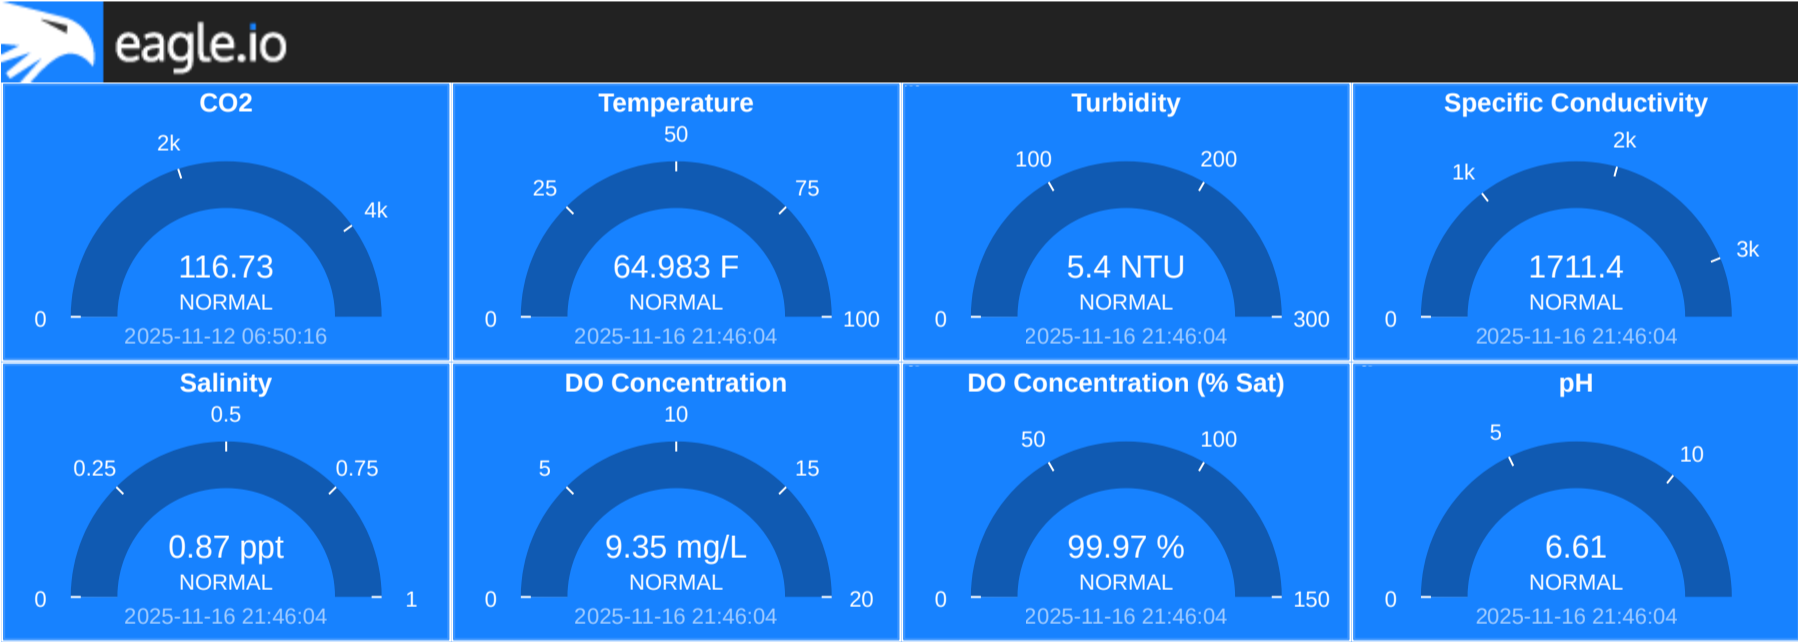 eagle.io
CO2
2k
4k
0
116.73
NORMAL
2025-11-12 06:50:16
Temperature
50
25
75
0
100
64.983 F
NORMAL
2025-11-16 21:46:04
Turbidity
100
200
0
300
5.4 NTU
NORMAL
2025-11-16 21:46:04
Specific Conductivity
2k
1k
3k
0
1711.4
NORMAL
2025-11-16 21:46:04
Salinity
0.5
0.25
0.75
0
1
0.87 ppt
NORMAL
2025-11-16 21:46:04
DO Concentration
10
5
15
0
20
9.35 mg/L
NORMAL
2025-11-16 21:46:04
DO Concentration (% Sat)
50
100
0
150
99.97 %
NORMAL
2025-11-16 21:46:04
pH
5
10
0
6.61
NORMAL
2025-11-16 21:46:04